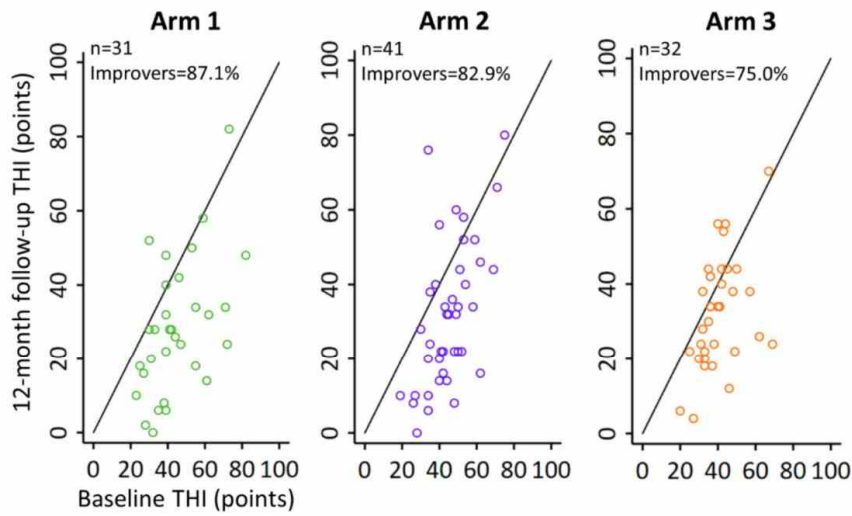 Arm 1
n=31
Improvers=87.1%
12-month follow-up THI (points)
0
20
40
60
80
100
0 20 40 60 80 100
Baseline THI (points)
Arm 2
n=41
Improvers=82.9%
0
20
40
60
80
100
0 20 40 60 80 100
Arm 3
n=32
Improvers=75.0%
0
20
40
60
80
100
0 20 40 60 80 100